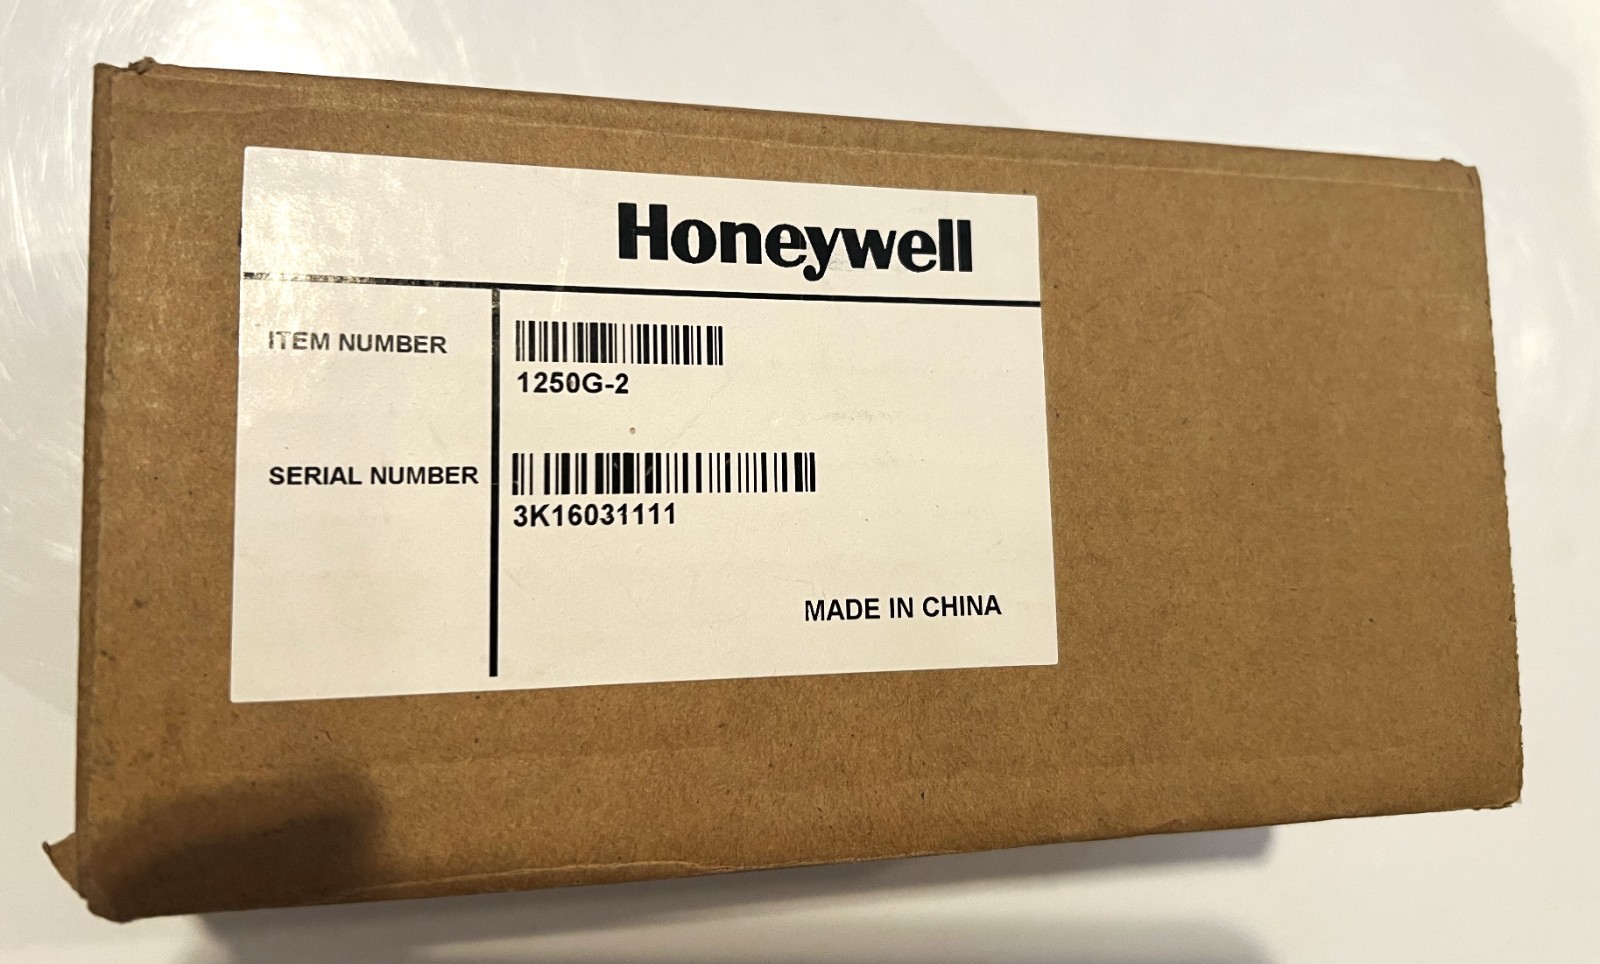 Honeywell
ITEM NUMBER
1250G-2
SERIAL NUMBER
3K16031111
MADE IN CHINA